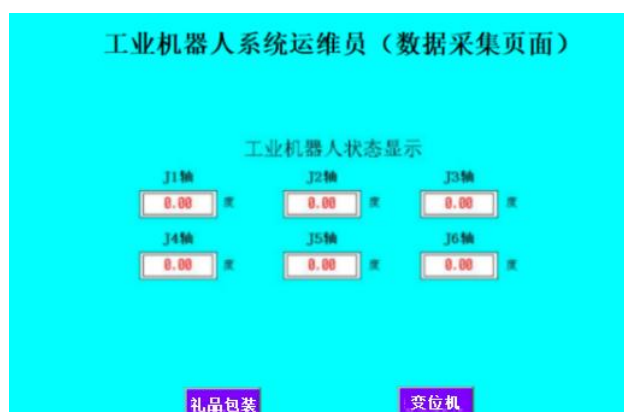 工业机器人系统运维员（数据采集页面）
工业机器人状态显示
J1轴 J2轴 J3轴
0.00 度 0.00 度 0.00 度
J4轴 J5轴 J6轴
0.00 度 0.00 度 0.00 度
礼品包装 变位机